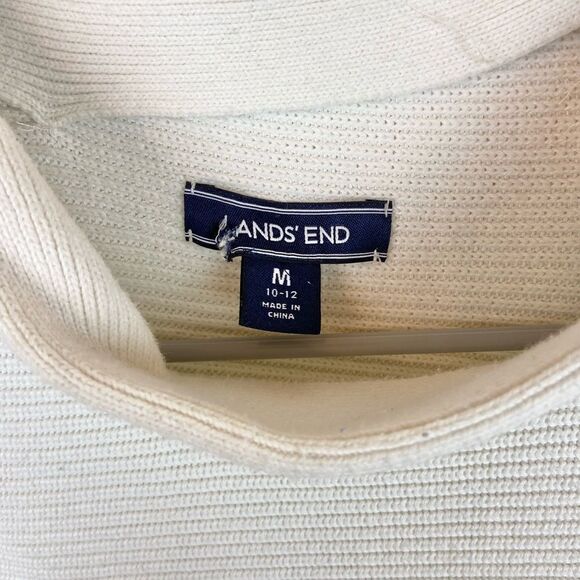 LANDS' END
M
10-12
MADE IN
CHINA